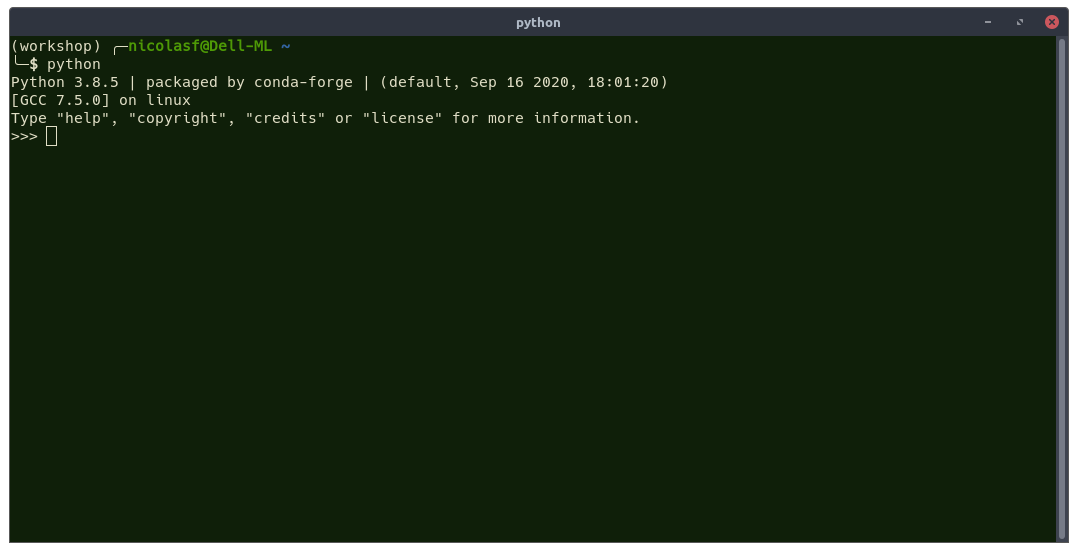 python
(workshop) ╭─nicolasf@Dell-ML ~
╰─$ python
Python 3.8.5 | packaged by conda-forge | (default, Sep 16 2020, 18:01:20)
[GCC 7.5.0] on linux
Type "help", "copyright", "credits" or "license" for more information.
>>>